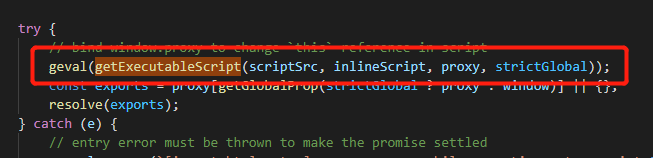 try {
// bind window.proxy to change `this` reference in script
geval(getExecutableScript(scriptSrc, inlineScript, proxy, strictGlobal));
const exports = proxy[getGlobalProp(strictGlobal ? proxy : window)] || {};
resolve(exports);
} catch (e) {
// entry error must be thrown to make the promise settled